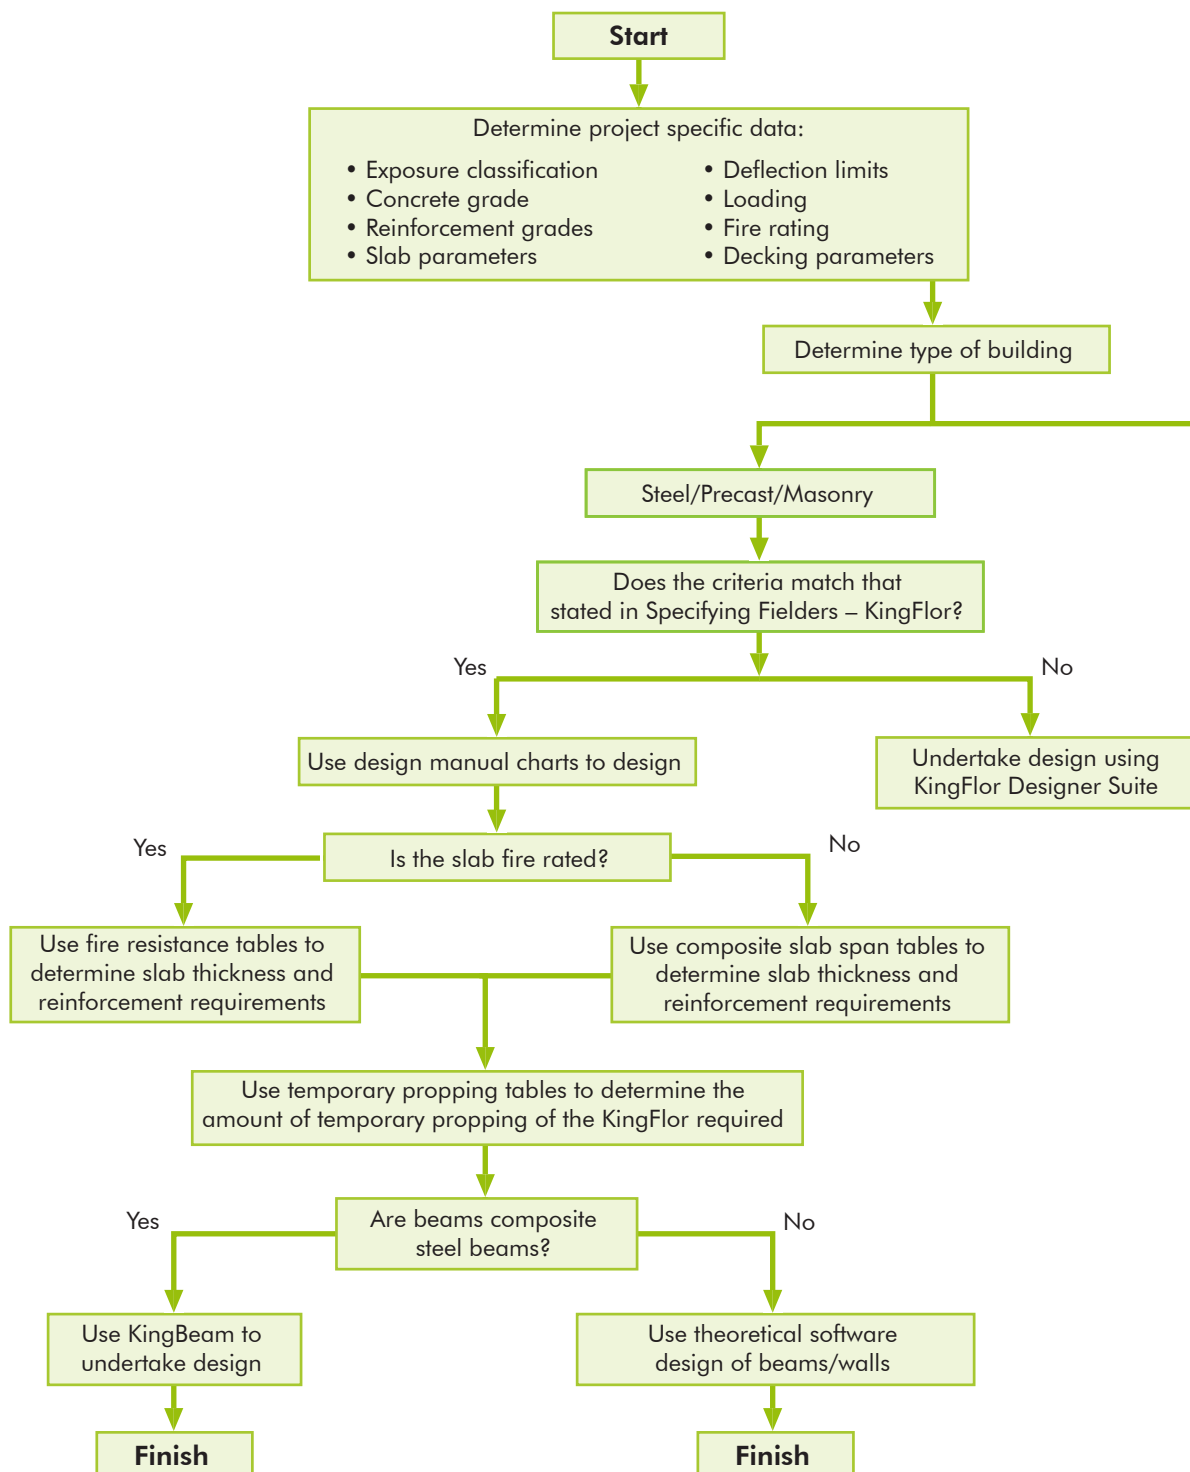 Start
Determine project specific data:
• Exposure classification
• Concrete grade
• Reinforcement grades
• Slab parameters
• Deflection limits
• Loading
• Fire rating
• Decking parameters
Determine type of building
Steel/Precast/Masonry
Does the criteria match that
stated in Specifying Fielders – KingFlor?
Yes
No
Use design manual charts to design
Undertake design using
KingFlor Designer Suite
Is the slab fire rated?
Yes
No
Use fire resistance tables to
determine slab thickness and
reinforcement requirements
Use composite slab span tables to
determine slab thickness and
reinforcement requirements
Use temporary propping tables to determine the
amount of temporary propping of the KingFlor required
Are beams composite
steel beams?
Yes
No
Use KingBeam to
undertake design
Use theoretical software
design of beams/walls
Finish
Finish